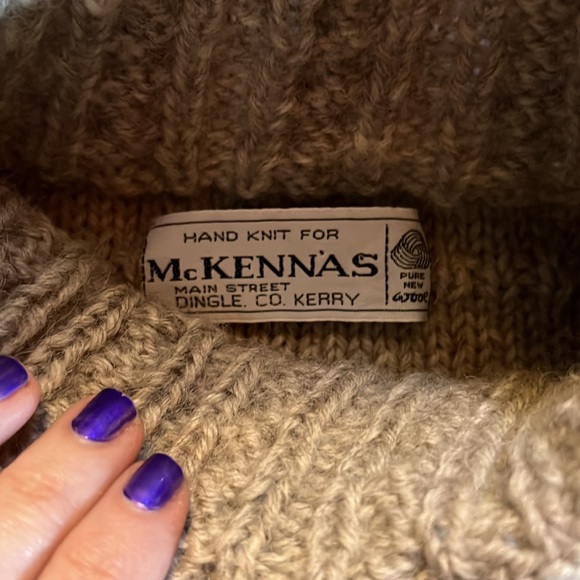 HAND KNIT FOR
McKENNA'S
MAIN STREET
DINGLE. CO. KERRY
PURE
NEW
WOOL